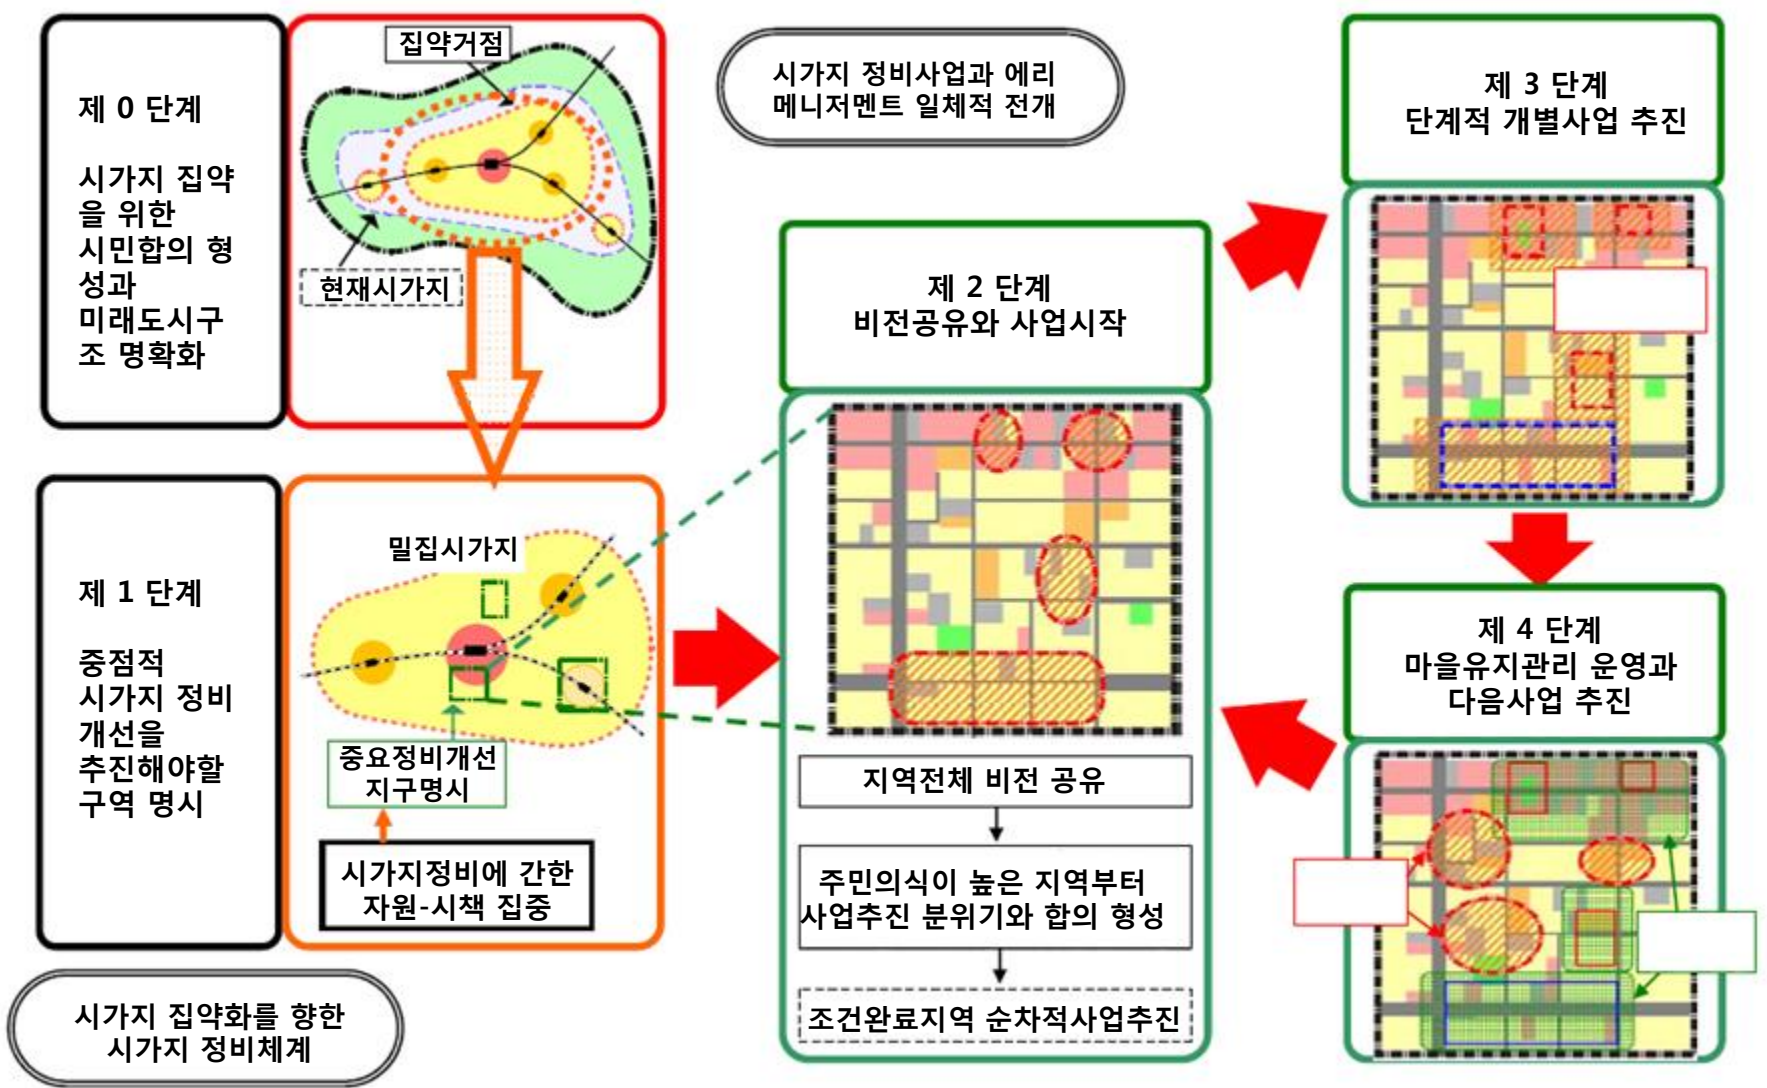 제 0 단계
시가지 집약
을 위한
시민합의 형
성과
미래도시구
조 명확화
집약거점
현재시가지
시가지 정비사업과 에리
메니저멘트 일체적 전개
제 1 단계
중점적
시가지 정비
개선을
추진해야할
구역 명시
밀집시가지
중요정비개선
지구명시
시가지정비에 간한
자원-시책 집중
시가지 집약화를 향한
시가지 정비체계
제 2 단계
비전공유와 사업시작
지역전체 비전 공유
주민의식이 높은 지역부터
사업추진 분위기와 합의 형성
조건완료지역 순차적사업추진
제 3 단계
단계적 개별사업 추진
제 4 단계
마을유지관리 운영과
다음사업 추진